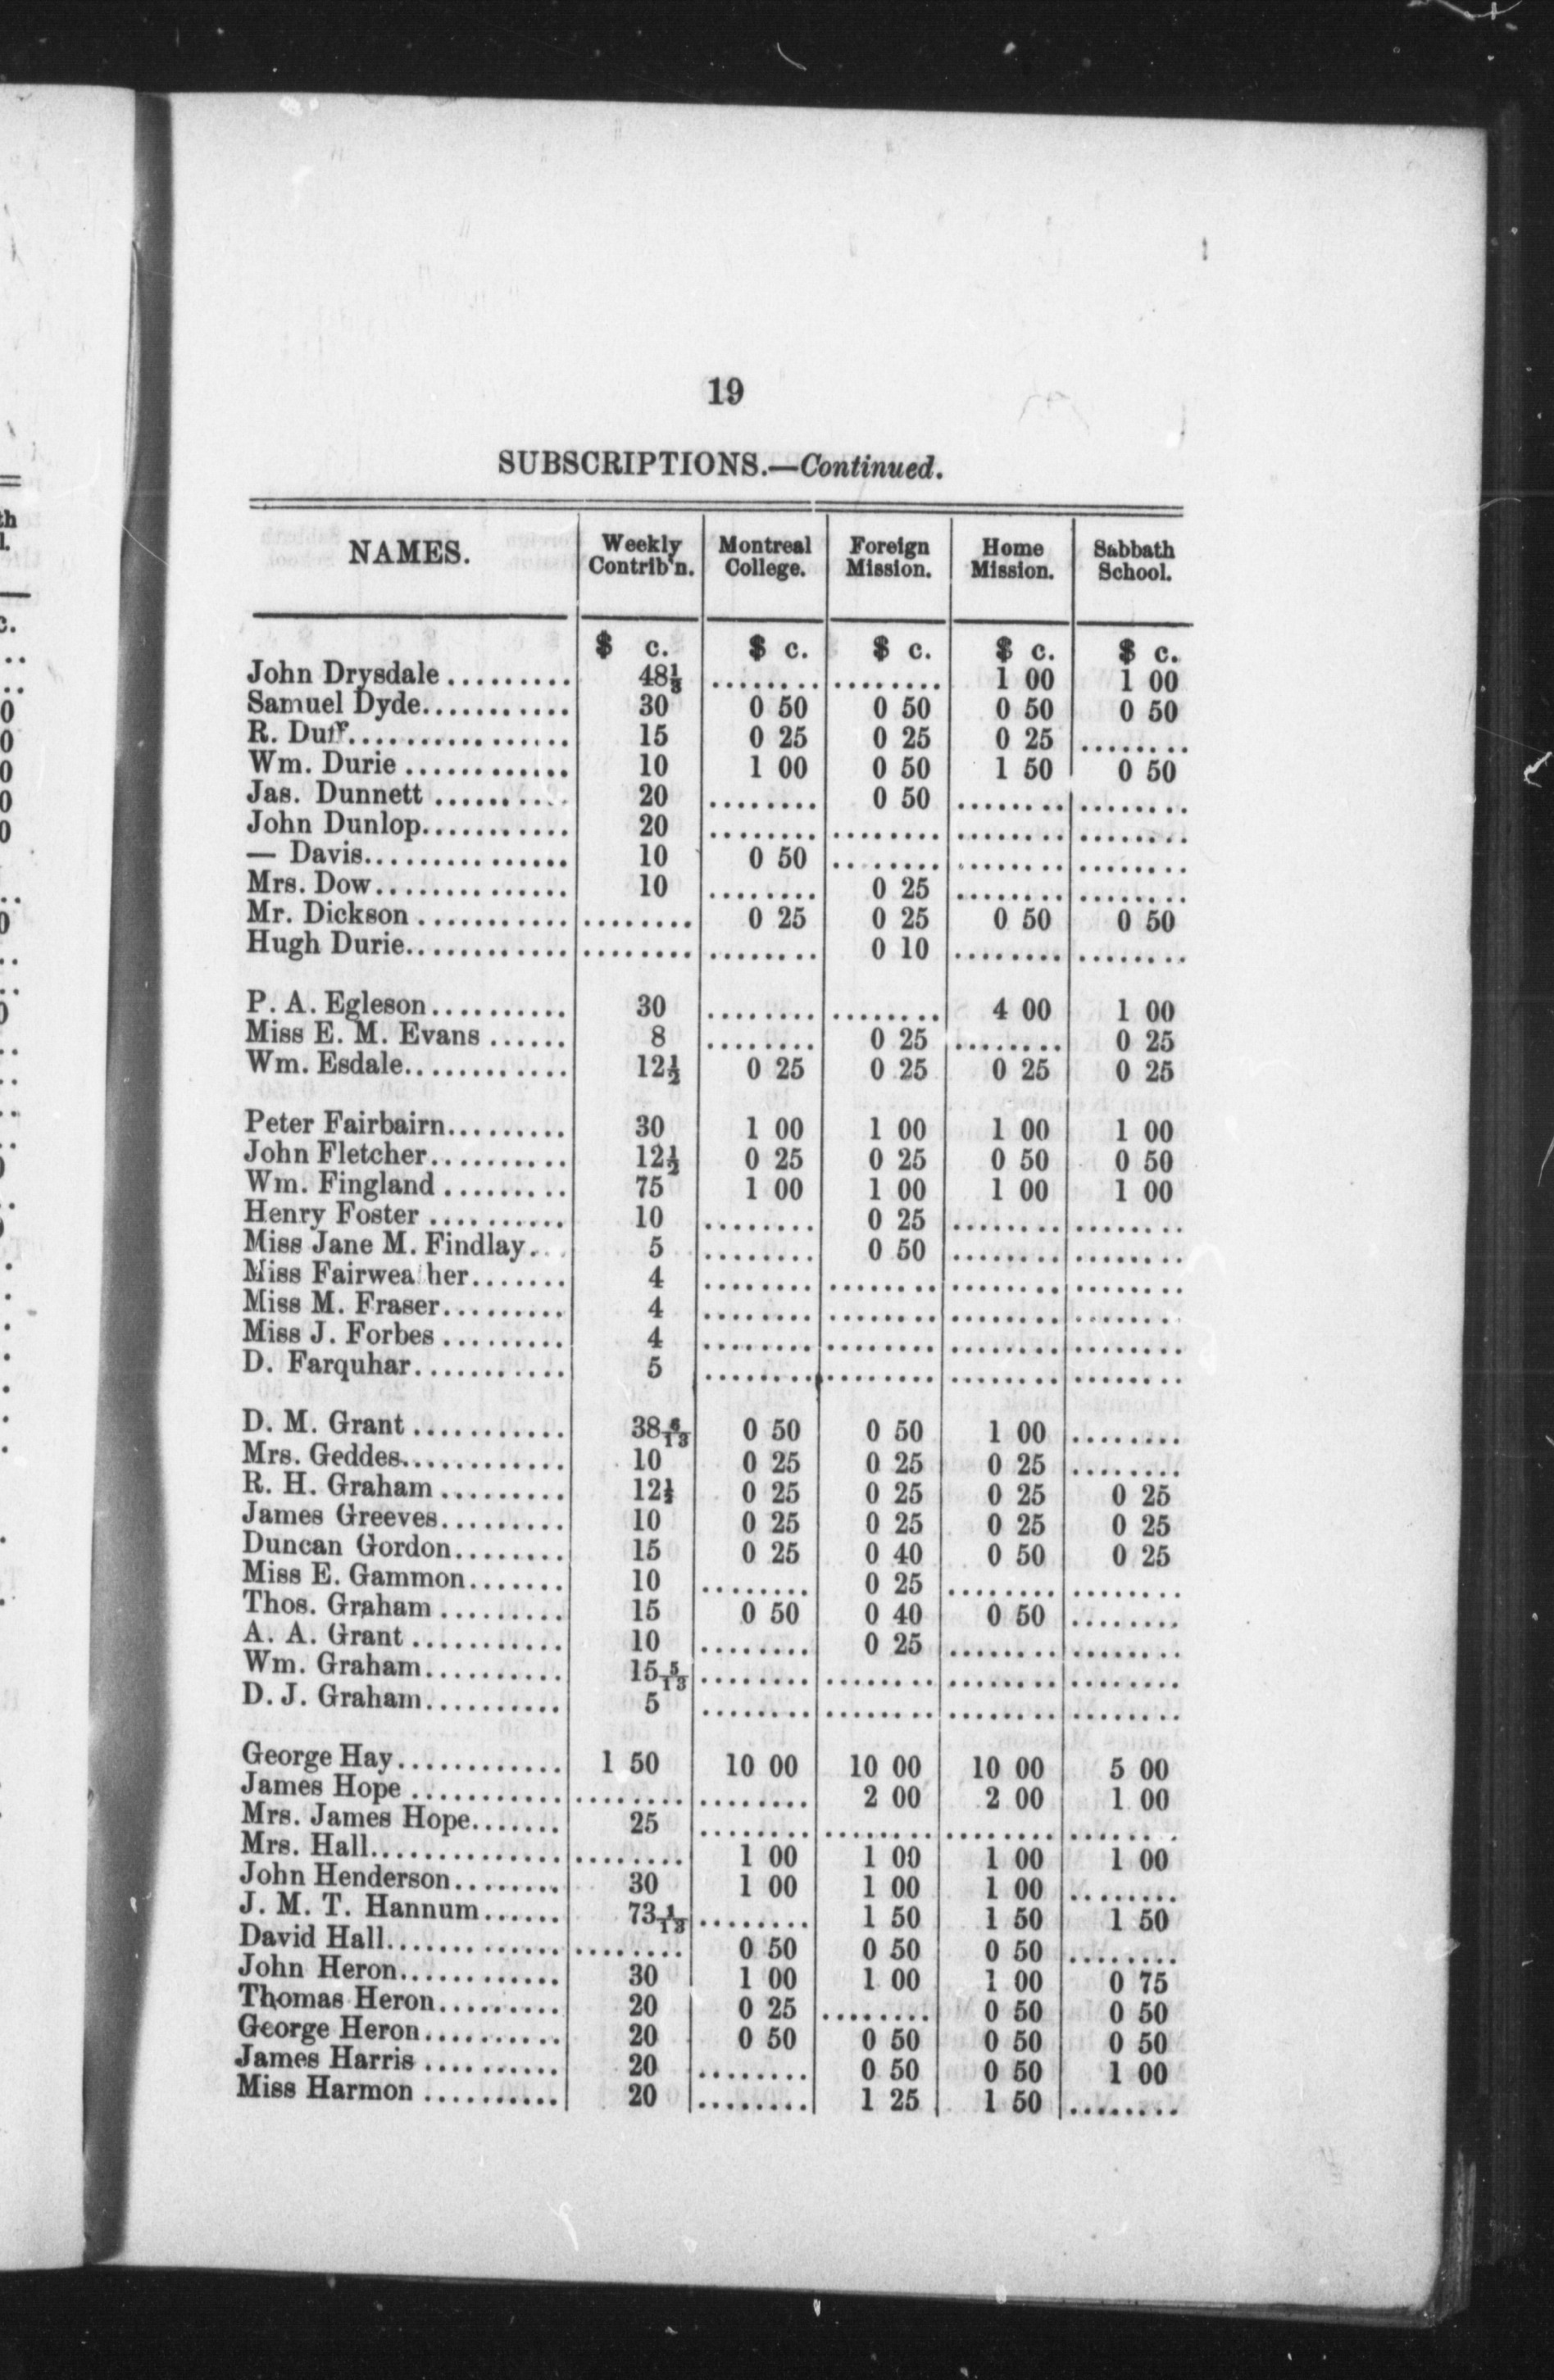 19
SUBSCRIPTIONS.—Continued.
NAMES. Weekly Contrib'n. Montreal College. Foreign Mission. Home Mission. Sabbath School.
$ c. $ c. $ c. $ c. $ c.
John Drysdale ......... 48⅓ ........ ........ 1 00 1 00
Samuel Dyde........... 30 0 50 0 50 0 50 0 50
R. Duff................ 15 0 25 0 25 0 25 ........
Wm. Durie ............ 10 1 00 0 50 1 50 0 50
Jas. Dunnett .......... 20 ........ 0 50 ........ ........
John Dunlop........... 20 ........ ........ ........ ........
— Davis............... 10 0 50 ........ ........ ........
Mrs. Dow.............. 10 ........ 0 25 ........ ........
Mr. Dickson ........... ........ 0 25 0 25 0 50 0 50
Hugh Durie............ ........ ........ 0 10 ........ ........
P. A. Egleson.......... 30 ........ ........ 4 00 1 00
Miss E. M. Evans ...... 8 ........ 0 25 ........ 0 25
Wm. Esdale............ 12½ 0 25 0 25 0 25 0 25
Peter Fairbairn......... 30 1 00 1 00 1 00 1 00
John Fletcher.......... 12½ 0 25 0 25 0 50 0 50
Wm. Fingland ......... 75 1 00 1 00 1 00 1 00
Henry Foster .......... 10 ........ 0 25 ........ ........
Miss Jane M. Findlay... 5 ........ 0 50 ........ ........
Miss Fairweather....... 4 ........ ........ ........ ........
Miss M. Fraser......... 4 ........ ........ ........ ........
Miss J. Forbes ......... 4 ........ ........ ........ ........
D. Farquhar........... 5 ........ ........ ........ ........
D. M. Grant ........... 38 6/13 0 50 0 50 1 00 ........
Mrs. Geddes............ 10 0 25 0 25 0 25 ........
R. H. Graham ......... 12½ 0 25 0 25 0 25 0 25
James Greeves......... 10 0 25 0 25 0 25 0 25
Duncan Gordon........ 15 0 25 0 40 0 50 0 25
Miss E. Gammon....... 10 ........ 0 25 ........ ........
Thos. Graham ......... 15 0 50 0 40 0 50 ........
A. A. Grant ........... 10 ........ 0 25 ........ ........
Wm. Graham.......... 15 5/13 ........ ........ ........ ........
D. J. Graham.......... 5 ........ ........ ........ ........
George Hay............ 1 50 10 00 10 00 10 00 5 00
James Hope ........... ........ ........ 2 00 2 00 1 00
Mrs. James Hope....... 25 ........ ........ ........ ........
Mrs. Hall.............. ........ 1 00 1 00 1 00 1 00
John Henderson........ 30 1 00 1 00 1 00 ........
J. M. T. Hannum...... 73 1/13 ........ 1 50 1 50 1 50
David Hall............. ........ 0 50 0 50 0 50 ........
John Heron............ 30 1 00 1 00 1 00 0 75
Thomas Heron......... 20 0 25 ........ 0 50 0 50
George Heron.......... 20 0 50 0 50 0 50 0 50
James Harris .......... 20 ........ 0 50 0 50 1 00
Miss Harmon .......... 20 ........ 1 25 1 50 ........